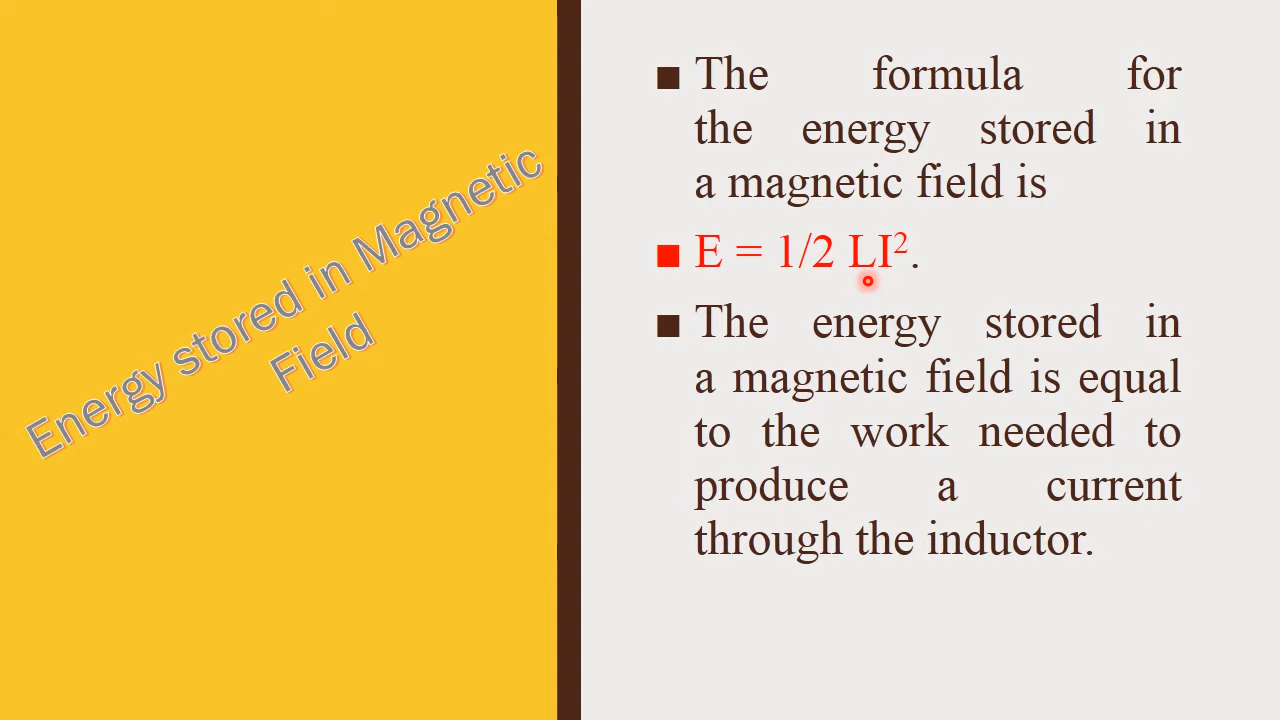 Energy stored in Magnetic
Field
■ The formula for
the energy stored in
a magnetic field is
■ E = 1/2 LI².
■ The energy stored in
a magnetic field is equal
to the work needed to
produce a current
through the inductor.